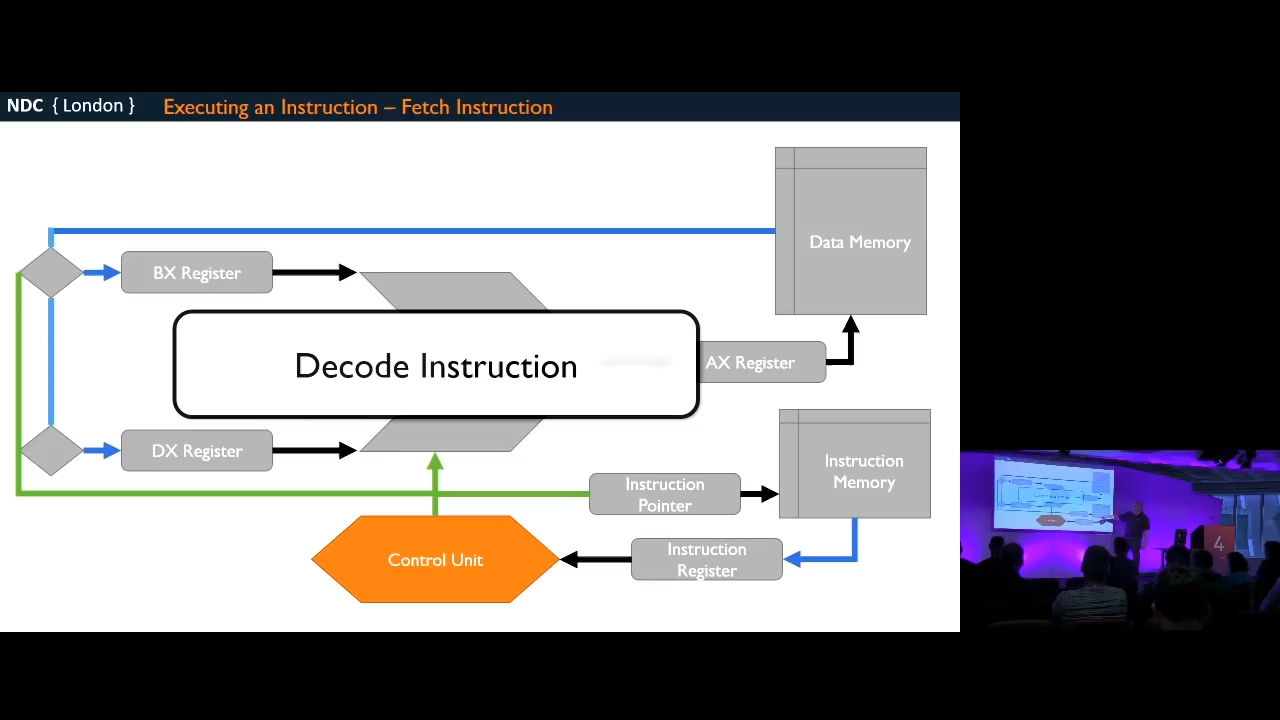 NDC { London }
Executing an Instruction – Fetch Instruction
Data Memory
BX Register
Decode Instruction
AX Register
DX Register
Instruction
Pointer
Instruction
Memory
Control Unit
Instruction
Register
4